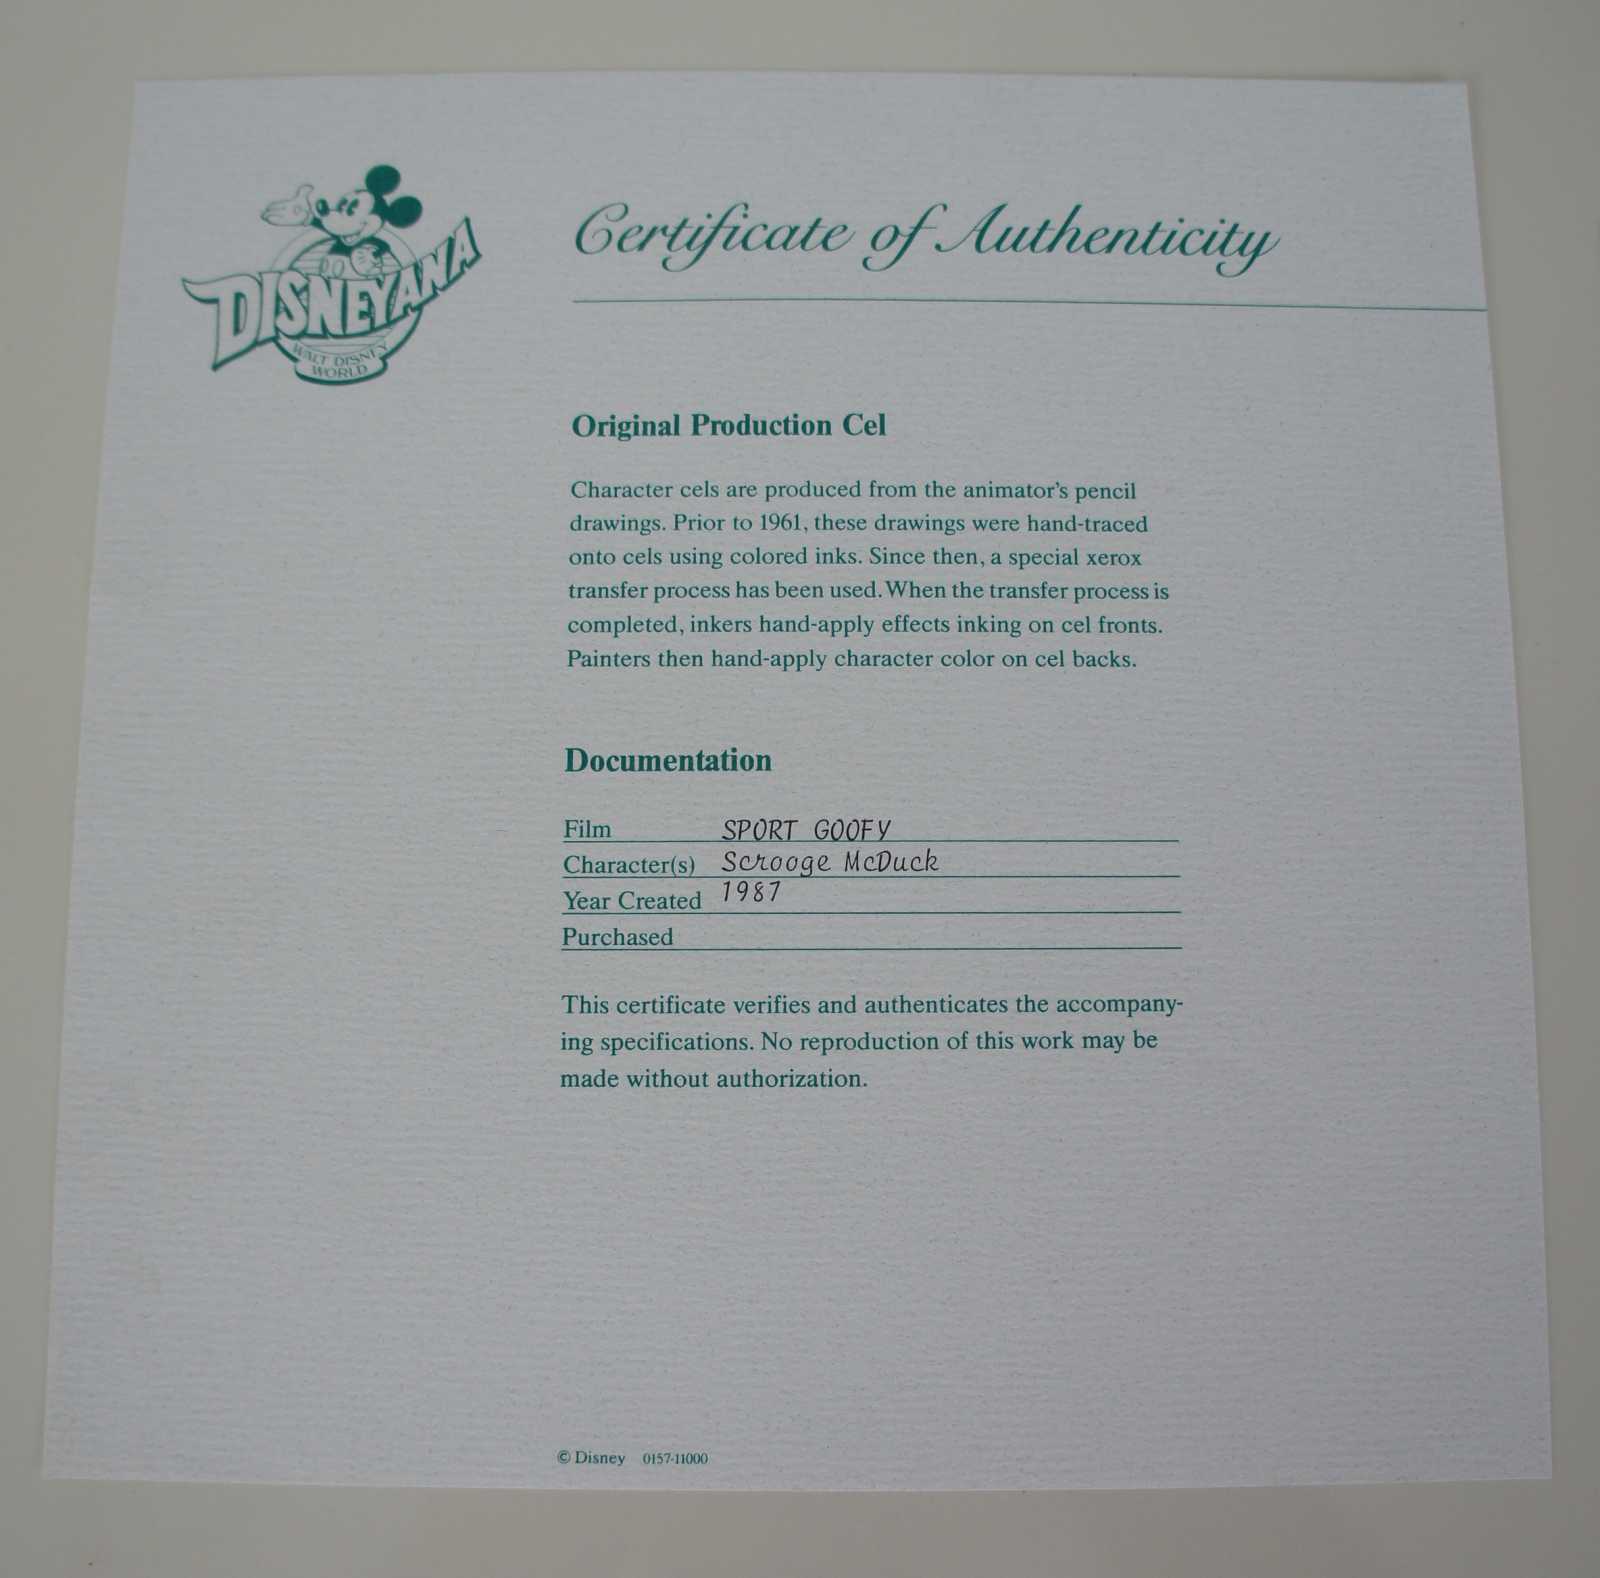 DISNEYANA
WALT DISNEY
WORLD
Certificate of Authenticity
Original Production Cel
Character cels are produced from the animator's pencil
drawings. Prior to 1961, these drawings were hand-traced
onto cels using colored inks. Since then, a special xerox
transfer process has been used. When the transfer process is
completed, inkers hand-apply effects inking on cel fronts.
Painters then hand-apply character color on cel backs.
Documentation
Film SPORT GOOFY
Character(s) Scrooge McDuck
Year Created 1987
Purchased
This certificate verifies and authenticates the accompany-
ing specifications. No reproduction of this work may be
made without authorization.
© Disney 0157-11000